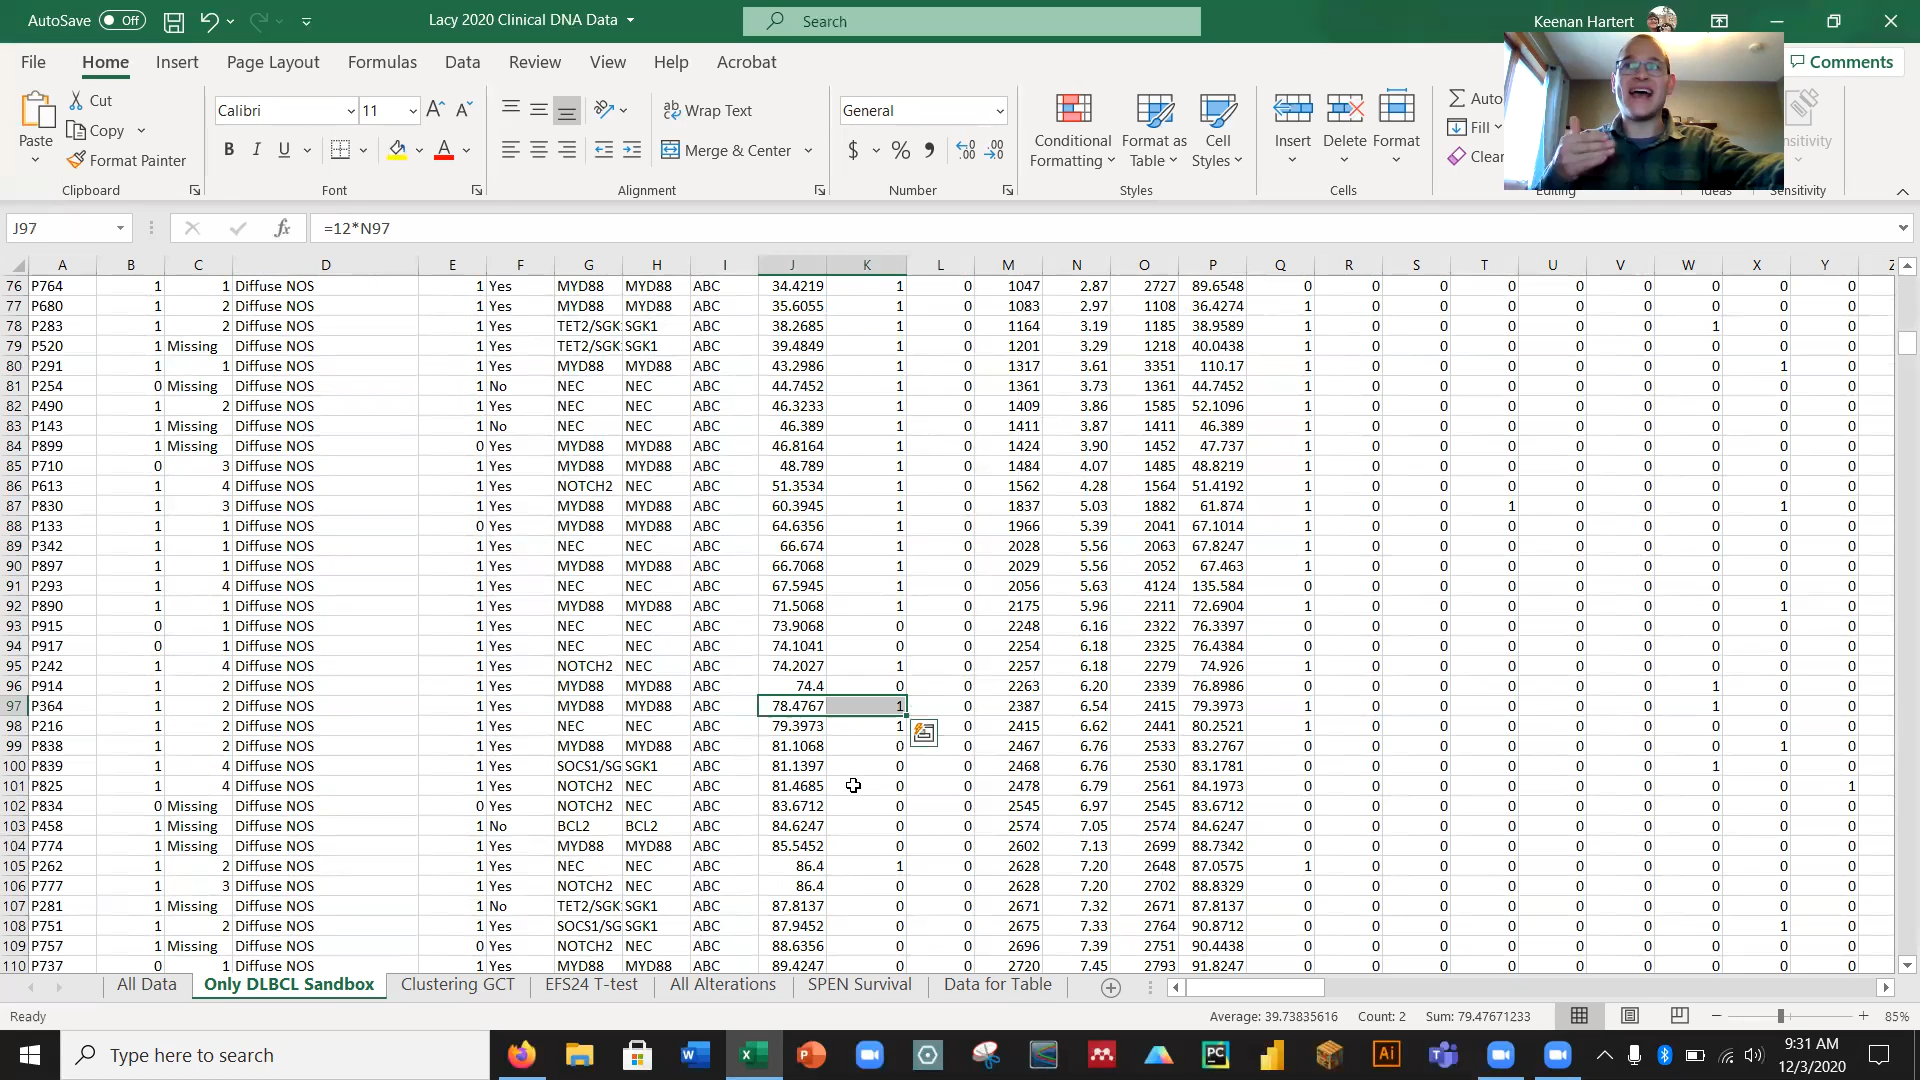 AutoSave Off Lacy 2020 Clinical DNA Data Search Keenan Hartert
File Home Insert Page Layout Formulas Data Review View Help Acrobat Comments
Paste Cut Copy Format Painter Calibri 11 Wrap Text Merge & Center General Conditional Formatting Format as Table Cell Styles Insert Delete Format Auto Fill Clear
Clipboard Font Alignment Number Styles Cells Editing Ideas Sensitivity
J97 =12*N97
A B C D E F G H I J K L M N O P Q R S T U V W X Y Z
76 P764 1 1 Diffuse NOS 1 Yes MYD88 MYD88 ABC 34.4219 1 0 1047 2.87 2727 89.6548 0 0 0 0 0 0 0 0 0
77 P680 1 2 Diffuse NOS 1 Yes MYD88 MYD88 ABC 35.6055 1 0 1083 2.97 1108 36.4274 1 0 0 0 0 0 0 0 0
78 P283 1 2 Diffuse NOS 1 Yes TET2/SGK SGK1 ABC 38.2685 1 0 1164 3.19 1185 38.9589 1 0 0 0 0 0 1 0 0
79 P520 1 Missing Diffuse NOS 1 Yes TET2/SGK SGK1 ABC 39.4849 1 0 1201 3.29 1218 40.0438 1 0 0 0 0 0 0 0 0
80 P291 1 1 Diffuse NOS 1 Yes MYD88 MYD88 ABC 43.2986 1 0 1317 3.61 3351 110.17 0 0 0 0 0 0 0 1 0
81 P254 0 Missing Diffuse NOS 1 No NEC NEC ABC 44.7452 1 0 1361 3.73 1361 44.7452 1 0 0 0 0 0 0 0 0
82 P490 1 2 Diffuse NOS 1 Yes NEC NEC ABC 46.3233 1 0 1409 3.86 1585 52.1096 1 0 0 0 0 0 0 0 0
83 P143 1 Missing Diffuse NOS 1 No NEC NEC ABC 46.389 1 0 1411 3.87 1411 46.389 1 0 0 0 0 0 0 0 0
84 P899 1 Missing Diffuse NOS 0 Yes MYD88 MYD88 ABC 46.8164 1 0 1424 3.90 1452 47.737 1 0 0 0 0 0 0 0 0
85 P710 0 3 Diffuse NOS 1 Yes MYD88 MYD88 ABC 48.789 1 0 1484 4.07 1485 48.8219 1 0 0 0 0 0 0 0 0
86 P613 1 4 Diffuse NOS 1 Yes NOTCH2 NEC ABC 51.3534 1 0 1562 4.28 1564 51.4192 1 0 0 0 0 0 0 0 0
87 P830 1 3 Diffuse NOS 1 Yes MYD88 MYD88 ABC 60.3945 1 0 1837 5.03 1882 61.874 1 0 0 1 0 0 0 1 0
88 P133 1 1 Diffuse NOS 0 Yes MYD88 MYD88 ABC 64.6356 1 0 1966 5.39 2041 67.1014 1 0 0 0 0 0 0 0 0
89 P342 1 1 Diffuse NOS 1 Yes NEC NEC ABC 66.674 1 0 2028 5.56 2063 67.8247 1 0 0 0 0 0 0 0 0
90 P897 1 1 Diffuse NOS 1 Yes MYD88 MYD88 ABC 66.7068 1 0 2029 5.56 2052 67.463 1 0 0 0 0 0 0 0 0
91 P293 1 4 Diffuse NOS 1 Yes NEC NEC ABC 67.5945 1 0 2056 5.63 4124 135.584 0 0 0 0 0 0 0 0 0
92 P890 1 1 Diffuse NOS 1 Yes MYD88 MYD88 ABC 71.5068 1 0 2175 5.96 2211 72.6904 1 0 0 0 0 0 0 1 0
93 P915 0 1 Diffuse NOS 1 Yes NEC NEC ABC 73.9068 0 0 2248 6.16 2322 76.3397 0 0 0 0 0 0 0 0 0
94 P917 0 1 Diffuse NOS 1 Yes NEC NEC ABC 74.1041 0 0 2254 6.18 2325 76.4384 0 0 0 0 0 0 0 0 0
95 P242 1 4 Diffuse NOS 1 Yes NOTCH2 NEC ABC 74.2027 1 0 2257 6.18 2279 74.926 1 0 0 0 0 0 0 0 0
96 P914 1 2 Diffuse NOS 1 Yes MYD88 MYD88 ABC 74.4 0 0 2263 6.20 2339 76.8986 0 0 0 0 0 0 1 0 0
97 P364 1 2 Diffuse NOS 1 Yes MYD88 MYD88 ABC 78.4767 1 0 2387 6.54 2415 79.3973 1 0 0 0 0 0 1 0 0
98 P216 1 2 Diffuse NOS 1 Yes NEC NEC ABC 79.3973 1 0 2415 6.62 2441 80.2521 1 0 0 0 0 0 0 0 0
99 P838 1 2 Diffuse NOS 1 Yes MYD88 MYD88 ABC 81.1068 0 0 2467 6.76 2533 83.2767 0 0 0 0 0 0 0 1 0
100 P839 1 4 Diffuse NOS 1 Yes SOCS1/SG SGK1 ABC 81.1397 0 0 2468 6.76 2530 83.1781 0 0 0 0 0 0 1 0 0
101 P825 1 4 Diffuse NOS 1 Yes NOTCH2 NEC ABC 81.4685 0 0 2478 6.79 2561 84.1973 0 0 0 0 0 0 0 0 1
102 P834 0 Missing Diffuse NOS 0 Yes NOTCH2 NEC ABC 83.6712 0 0 2545 6.97 2545 83.6712 0 0 0 0 0 0 0 0 0
103 P458 1 Missing Diffuse NOS 1 No BCL2 BCL2 ABC 84.6247 0 0 2574 7.05 2574 84.6247 0 0 0 0 0 0 0 0 0
104 P774 1 Missing Diffuse NOS 1 Yes MYD88 MYD88 ABC 85.5452 0 0 2602 7.13 2699 88.7342 0 0 0 0 0 0 0 0 0
105 P262 1 2 Diffuse NOS 1 Yes NEC NEC ABC 86.4 1 0 2628 7.20 2648 87.0575 1 0 0 0 0 0 0 0 0
106 P777 1 3 Diffuse NOS 1 Yes NOTCH2 NEC ABC 86.4 0 0 2628 7.20 2702 88.8329 0 0 0 0 0 0 0 0 0
107 P281 1 Missing Diffuse NOS 1 No TET2/SGK SGK1 ABC 87.8137 0 0 2671 7.32 2671 87.8137 0 0 0 0 0 0 0 0 0
108 P751 1 2 Diffuse NOS 1 Yes SOCS1/SG SGK1 ABC 87.9452 0 0 2675 7.33 2764 90.8712 0 0 0 0 0 0 0 1 0
109 P757 1 Missing Diffuse NOS 0 Yes NOTCH2 NEC ABC 88.6356 0 0 2696 7.39 2751 90.4438 0 0 0 0 0 0 0 0 0
110 P737 0 1 Diffuse NOS 1 Yes MYD88 MYD88 ABC 89.4247 0 0 2720 7.45 2793 91.8247 0 0 0 0 0 0 0 0 0
All Data Only DLBCL Sandbox Clustering GCT EFS24 T-test All Alterations SPEN Survival Data for Table
Ready Average: 39.73835616 Count: 2 Sum: 79.47671233 85%
Type here to search 9:31 AM
12/3/2020